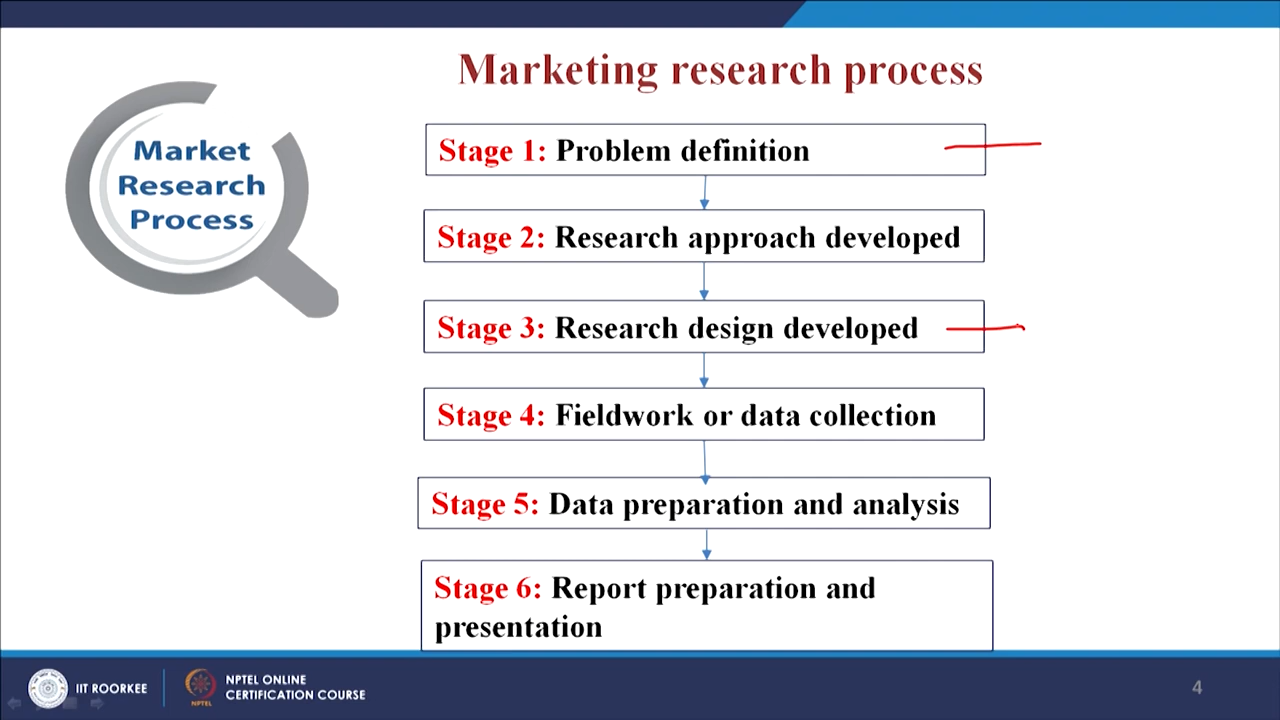 Marketing research process
Market
Research
Process
Stage 1: Problem definition
Stage 2: Research approach developed
Stage 3: Research design developed
Stage 4: Fieldwork or data collection
Stage 5: Data preparation and analysis
Stage 6: Report preparation and
presentation
IIT ROORKEE
NPTEL
NPTEL ONLINE
CERTIFICATION COURSE
4